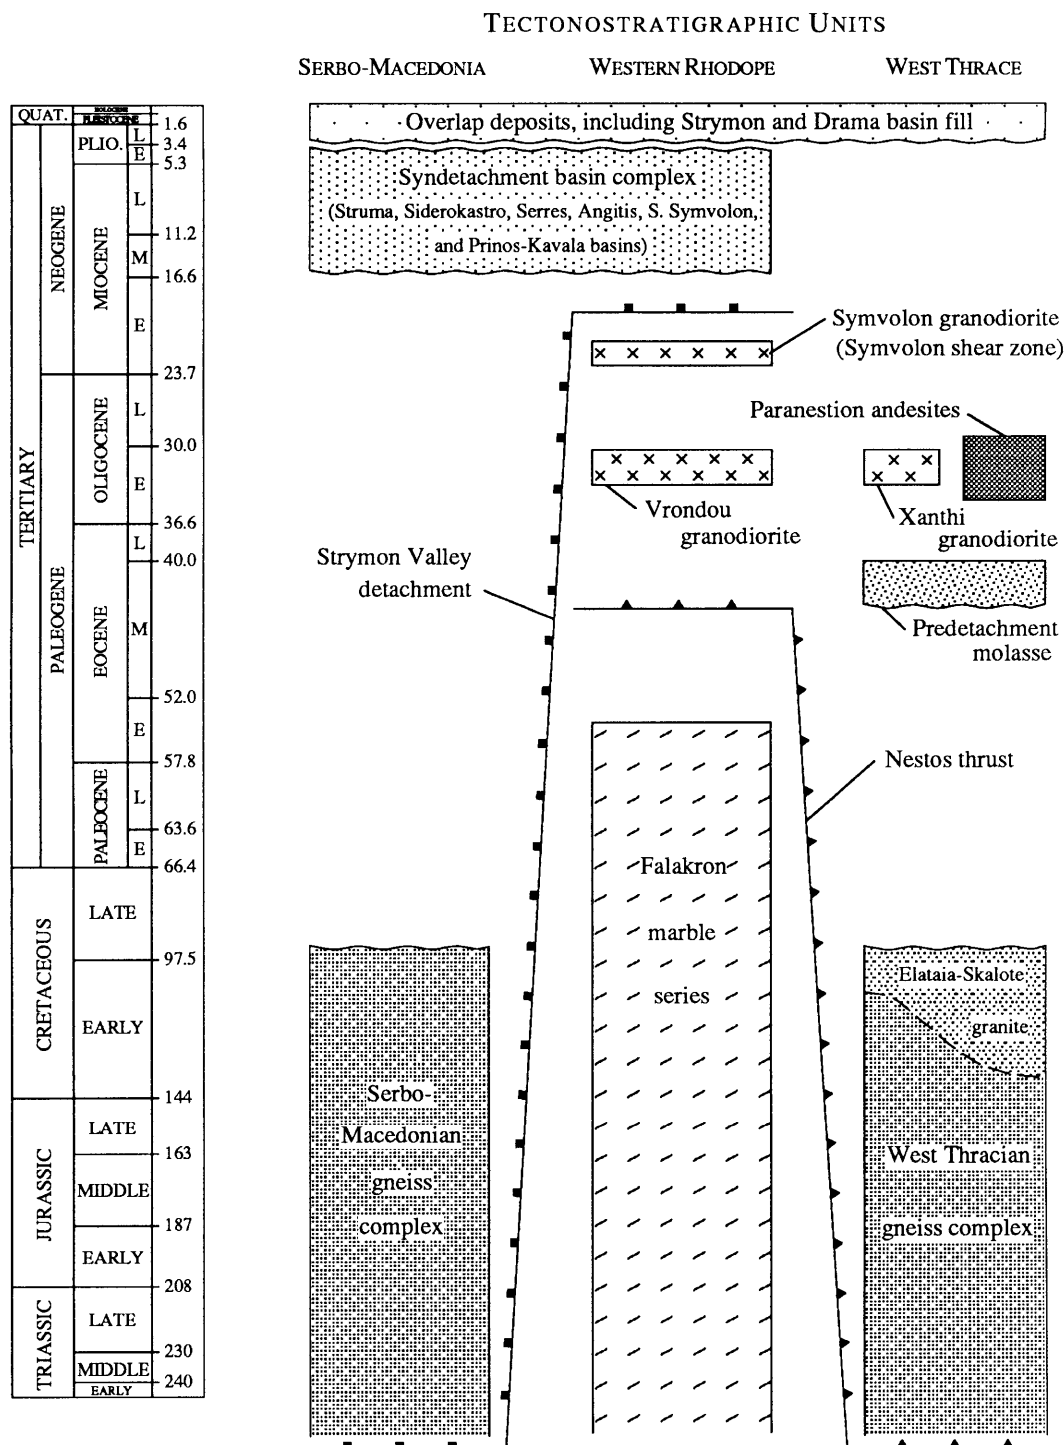 TECTONOSTRATIGRAPHIC UNITS
SERBO-MACEDONIA
WESTERN RHODOPE
WEST THRACE
QUAT.
HOLOCENE
PLEISTOCENE
1.6
PLIO.
L
3.4
E
5.3
TERTIARY
NEOGENE
MIOCENE
L
11.2
M
16.6
E
23.7
PALEOGENE
OLIGOCENE
L
30.0
E
36.6
EOCENE
L
40.0
M
52.0
E
57.8
PALEOCENE
L
63.6
E
66.4
CRETACEOUS
LATE
97.5
EARLY
144
JURASSIC
LATE
163
MIDDLE
187
EARLY
208
TRIASSIC
LATE
230
MIDDLE
240
EARLY
Overlap deposits, including Strymon and Drama basin fill
Syndetachment basin complex
(Struma, Siderokastro, Serres, Angitis, S. Symvolon,
and Prinos-Kavala basins)
Symvolon granodiorite
(Symvolon shear zone)
Paranestion andesites
Vrondou
granodiorite
Xanthi
granodiorite
Strymon Valley
detachment
Predetachment
molasse
Nestos thrust
Falakron
marble
series
Elataia-Skalote
granite
Serbo-
Macedonian
gneiss
complex
West Thracian
gneiss complex